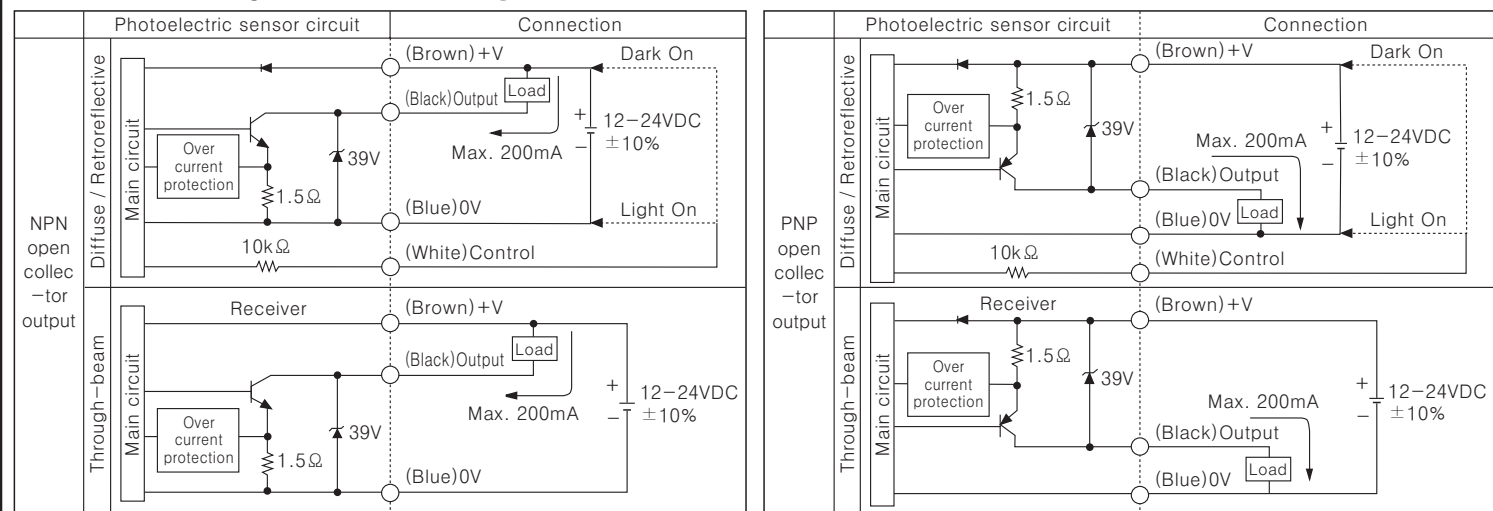 Photoelectric sensor circuit
Connection
NPN
open
collec
-tor
output
Diffuse / Retroreflective
Main circuit
Over
current
protection
1.5Ω
39V
10kΩ
(Brown)+V
(Black)Output
Load
Max. 200mA
+
−
12-24VDC
±10%
Dark On
Light On
(Blue)0V
(White)Control
Through-beam
Main circuit
Receiver
Over
current
protection
1.5Ω
39V
(Brown)+V
(Black)Output
Load
Max. 200mA
+
−
12-24VDC
±10%
(Blue)0V
Photoelectric sensor circuit
Connection
PNP
open
collec
-tor
output
Diffuse / Retroreflective
Main circuit
Over
current
protection
1.5Ω
39V
10kΩ
(Brown)+V
Dark On
Max. 200mA
+
−
12-24VDC
±10%
(Black)Output
Load
(Blue)0V
Light On
(White)Control
Through-beam
Main circuit
Receiver
Over
current
protection
1.5Ω
39V
(Brown)+V
Max. 200mA
+
−
12-24VDC
±10%
(Black)Output
Load
(Blue)0V